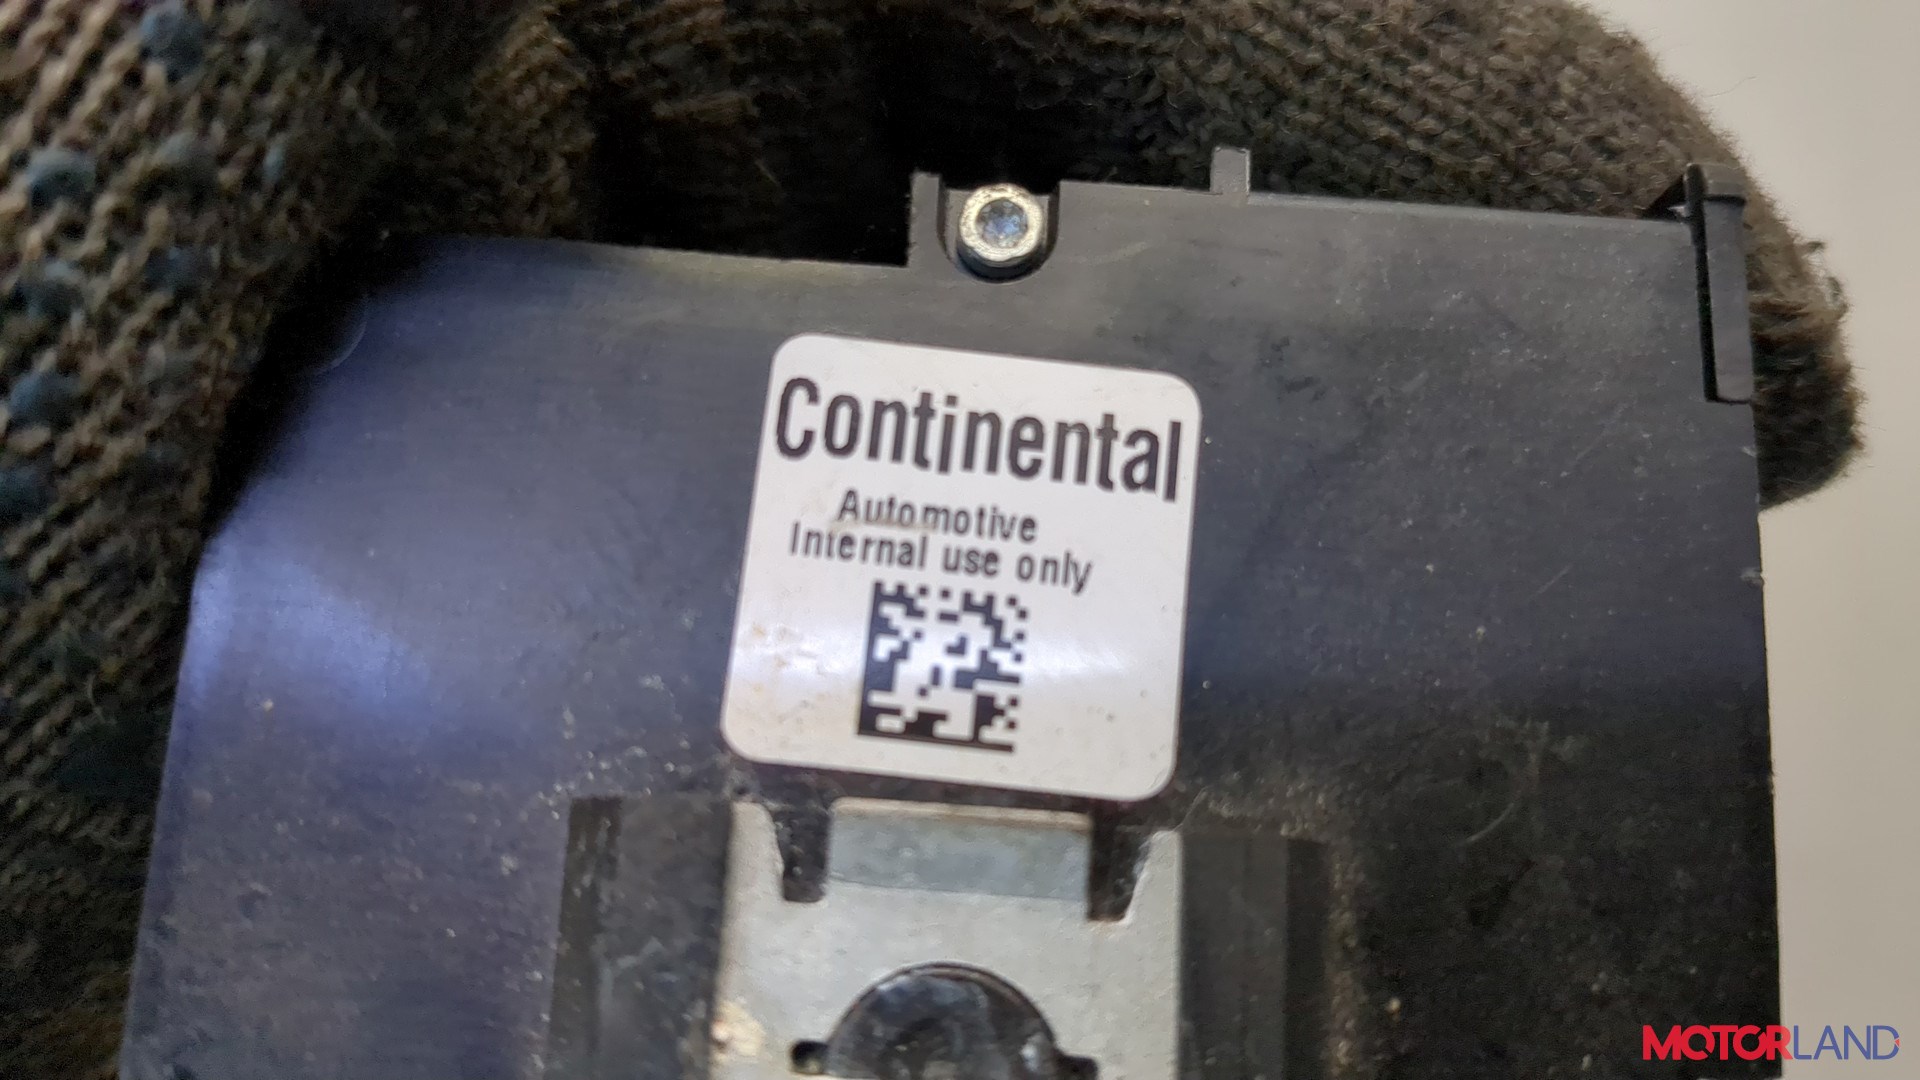 Continental
Automotive
Internal use only
MOTORLAND